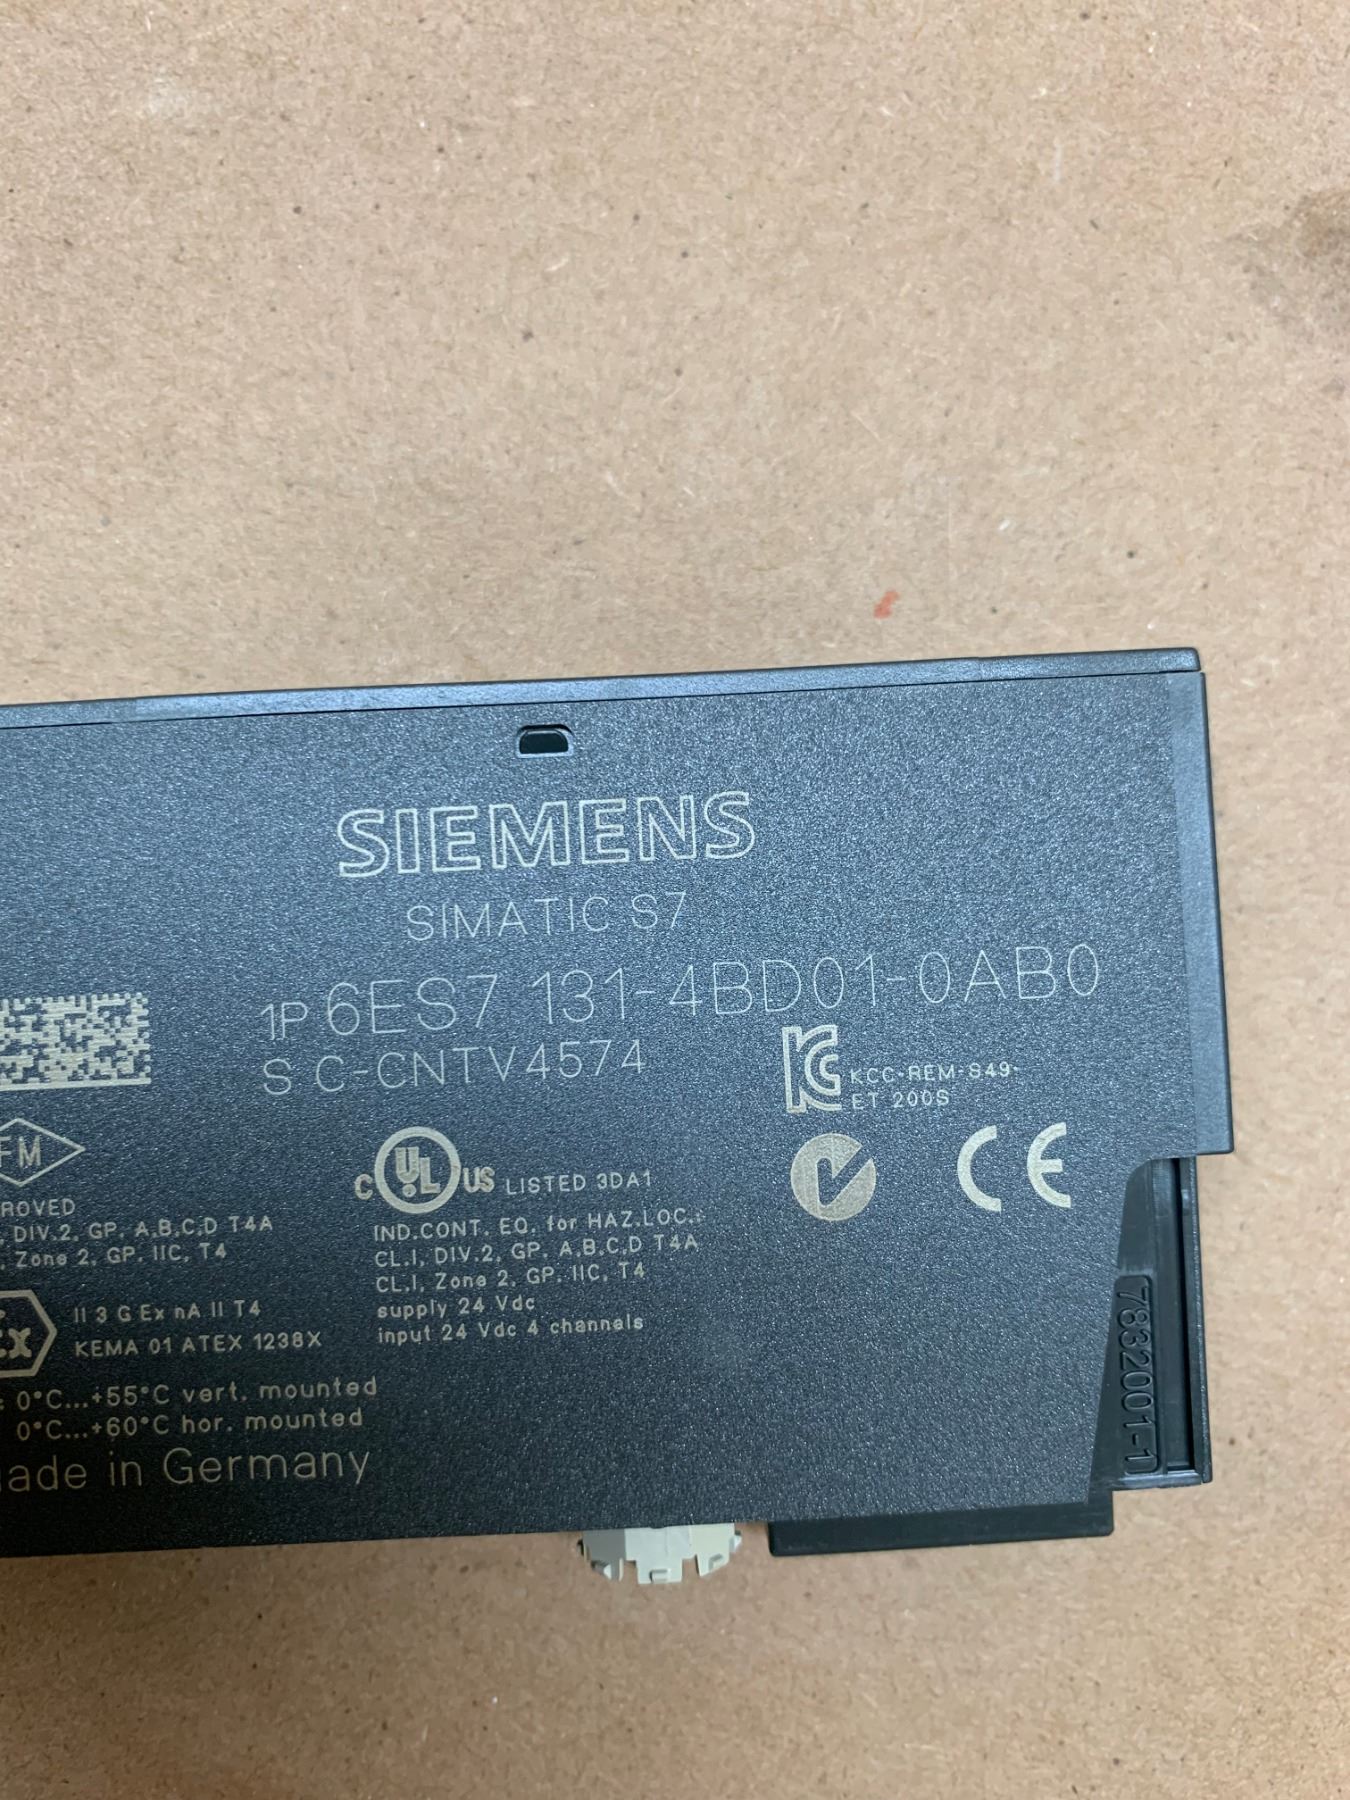 SIEMENS
SIMATIC S7
1P 6ES7 131-4BD01-0AB0
S C-CNTV4574
KCC-REM-S49-
ET 200S
FM
C UL US LISTED 3DA1
CE
DIV.2, GP. A,B,C,D T4A
Zone 2, GP. IIC, T4
IND.CONT. EQ. for HAZ.LOC.:
CL.I, DIV.2, GP. A,B,C,D T4A
CL.I, Zone 2, GP. IIC, T4
supply 24 Vdc
input 24 Vdc 4 channels
II 3 G Ex nA II T4
KEMA 01 ATEX 1238X
: 0°C...+55°C vert. mounted
0°C...+60°C hor. mounted
ade in Germany
7832001-1